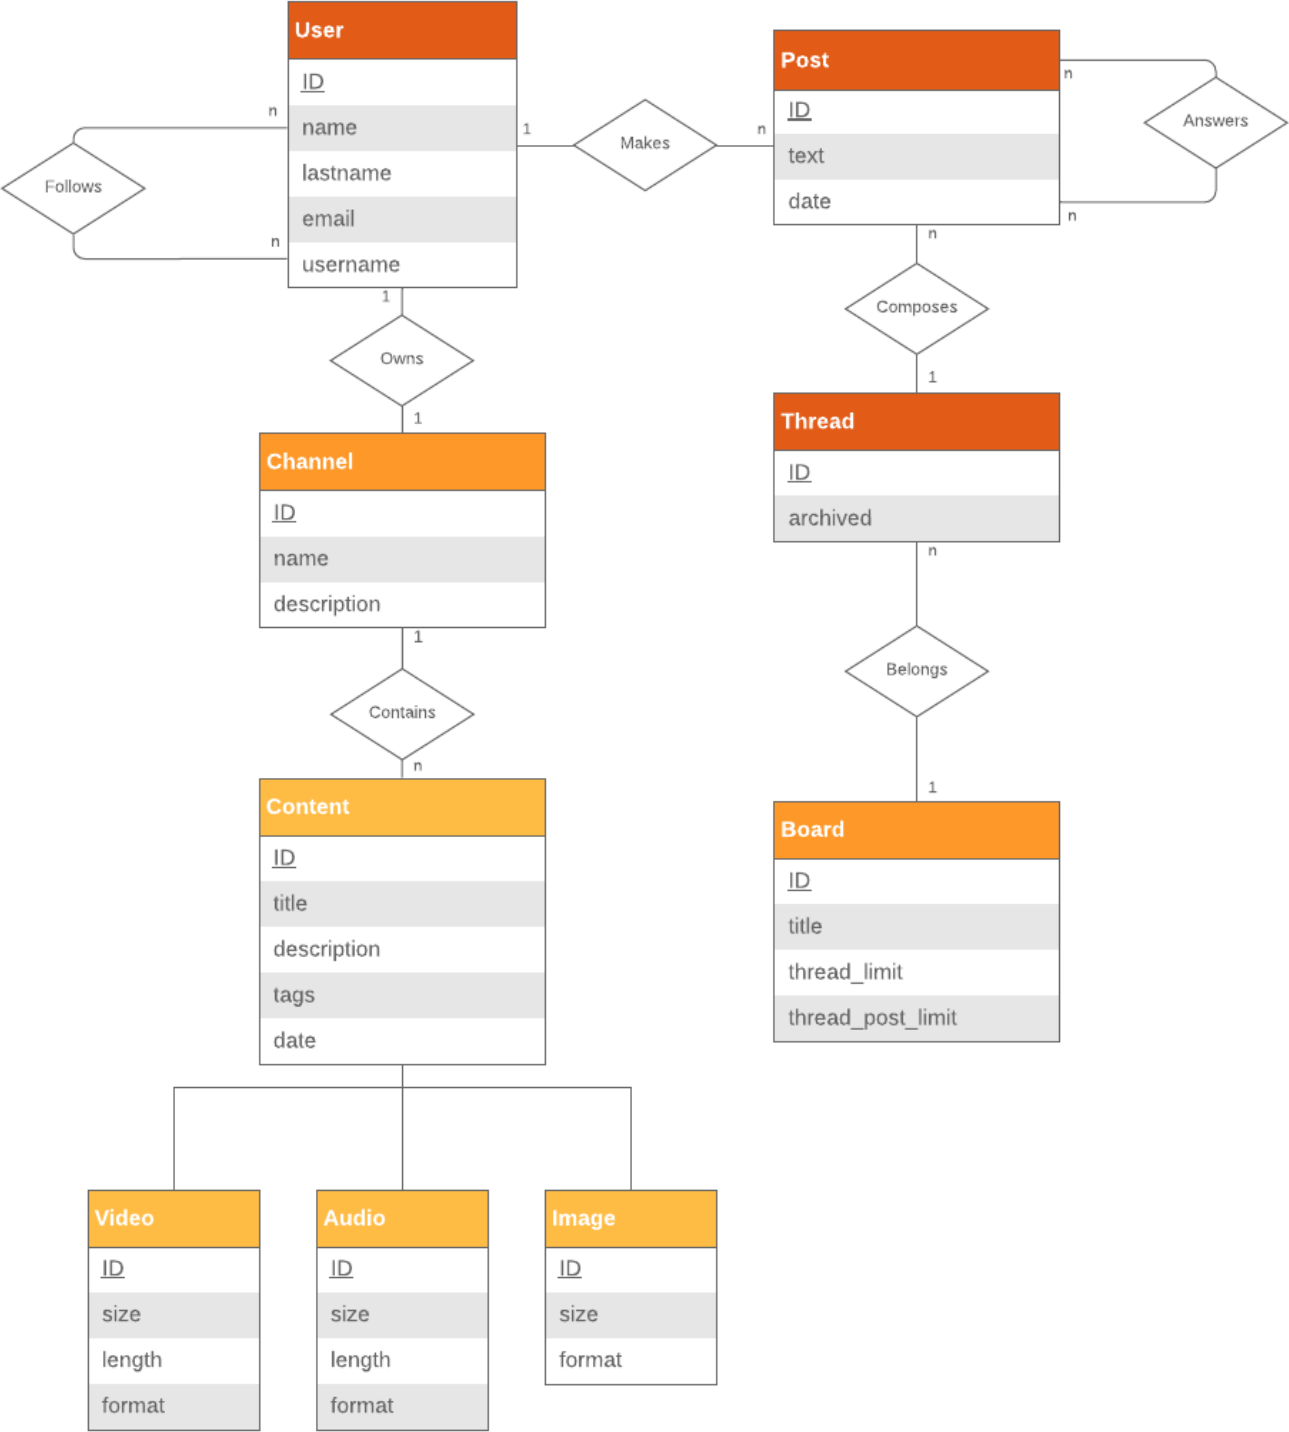 User
ID
name
lastname
email
username
n
Follows
n
1
Makes
n
Post
ID
text
date
n
Answers
n
1
Owns
1
n
Composes
1
Channel
ID
name
description
Thread
ID
archived
1
Contains
n
n
Belongs
1
Content
ID
title
description
tags
date
Board
ID
title
thread_limit
thread_post_limit
Video
ID
size
length
format
Audio
ID
size
length
format
Image
ID
size
format